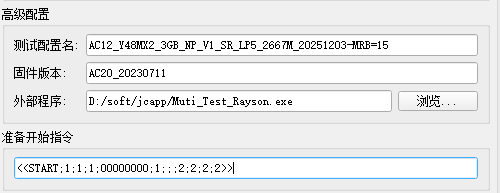 高级配置
测试配置名: AC12_Y48MX2_3GB_NP_V1_SR_LP5_2667M_20251203-MRB=15
固件版本: AC20_20230711
外部程序: D:/soft/jcapp/Muti_Test_Rayson.exe 浏览...
准备开始指令
<<START;1;1;1;00000000;1;;;2;2;2;2>>